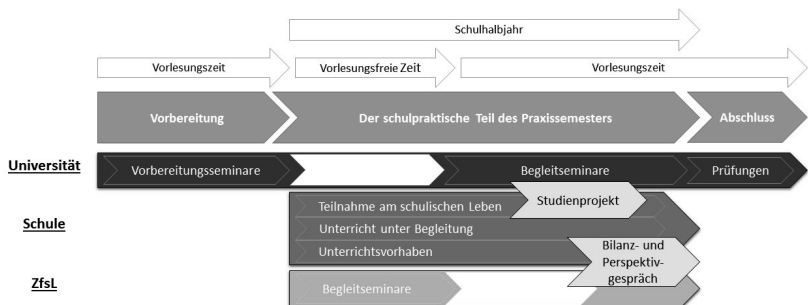 Schulhalbjahr
Vorlesungszeit
Vorlesungsfreie Zeit
Vorlesungszeit
Vorbereitung
Der schulpraktische Teil des Praxissemesters
Abschluss
Universität
Vorbereitungsseminare
Begleitseminare
Prüfungen
Schule
Teilnahme am schulischen Leben
Studienprojekt
Unterricht unter Begleitung
Unterrichtsvorhaben
Bilanz- und
Perspektiv-
gespräch
ZfsL
Begleitseminare